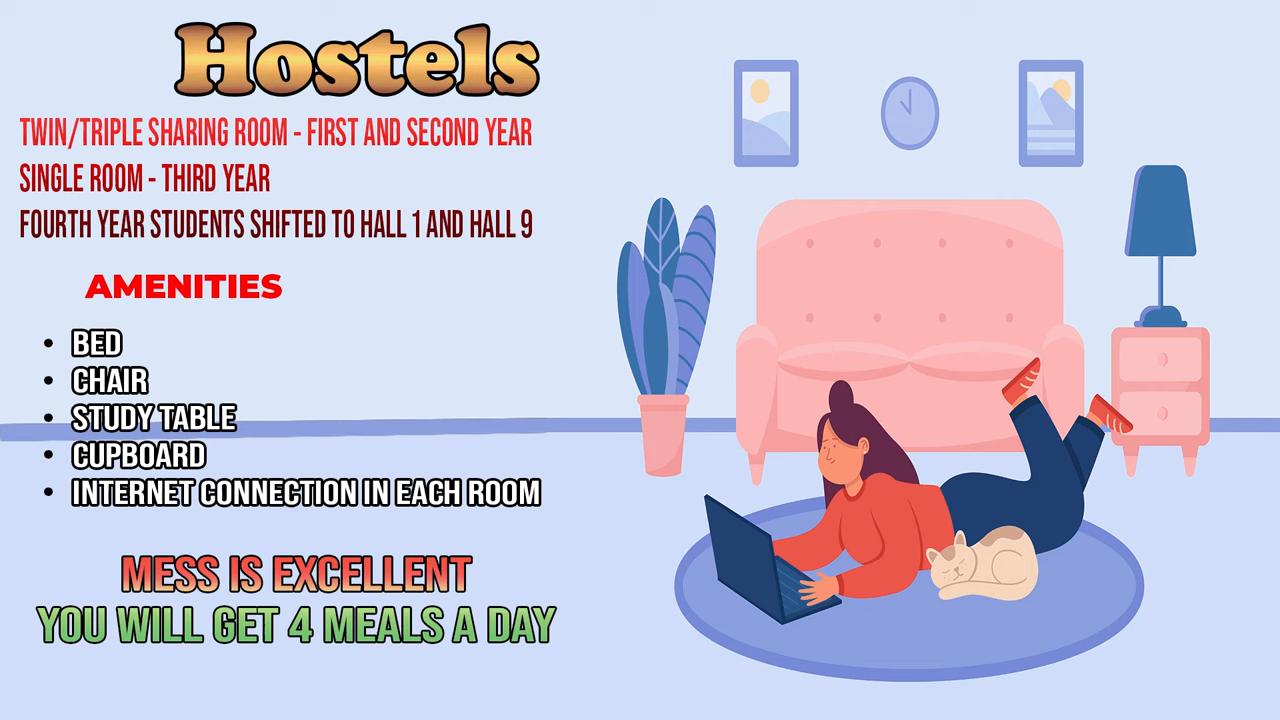 Hostels
TWIN/TRIPLE SHARING ROOM - FIRST AND SECOND YEAR
SINGLE ROOM - THIRD YEAR
FOURTH YEAR STUDENTS SHIFTED TO HALL 1 AND HALL 9
AMENITIES
• BED
• CHAIR
• STUDY TABLE
• CUPBOARD
• INTERNET CONNECTION IN EACH ROOM
MESS IS EXCELLENT
YOU WILL GET 4 MEALS A DAY